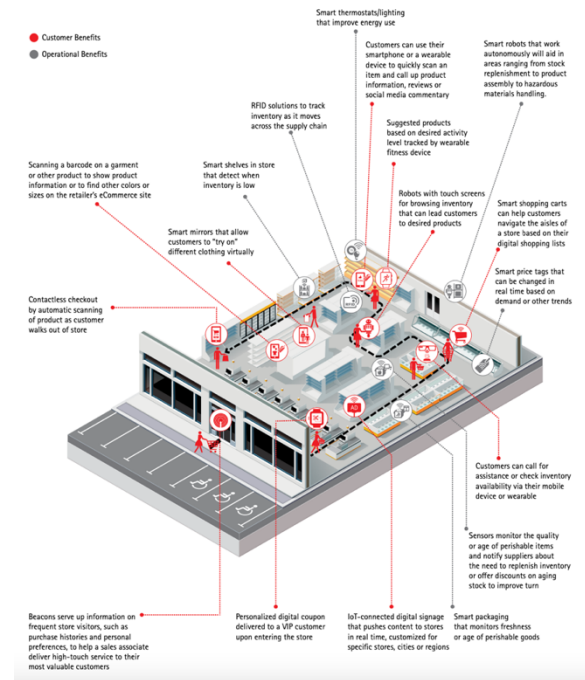 Customer Benefits
Operational Benefits
Smart thermostats/lighting
that improve energy use
Customers can use their
smartphone or a wearable
device to quickly scan an
item and call up product
information, reviews or
social media commentary
Smart robots that work
autonomously will aid in
areas ranging from stock
replenishment to product
assembly to hazardous
materials handling.
RFID solutions to track
inventory as it moves
across the supply chain
Suggested products
based on desired activity
level tracked by wearable
fitness device
Scanning a barcode on a garment
or other product to show product
information or to find other colors or
sizes on the retailer's eCommerce site
Smart shelves in store
that detect when
inventory is low
Robots with touch screens
for browsing inventory
that can lead customers
to desired products
Smart shopping carts
can help customers
navigate the aisles of
a store based on their
digital shopping lists
Smart mirrors that allow
customers to "try on"
different clothing virtually
Smart price tags that
can be changed in
real time based on
demand or other trends
Contactless checkout
by automatic scanning
of product as customer
walks out of store
RFID
AD
Customers can call for
assistance or check inventory
availability via their mobile
device or wearable
Sensors monitor the quality
or age of perishable items
and notify suppliers about
the need to replenish inventory
or offer discounts on aging
stock to improve turn
Beacons serve up information on
frequent store visitors, such as
purchase histories and personal
preferences, to help a sales associate
deliver high-touch service to their
most valuable customers
Personalized digital coupon
delivered to a VIP customer
upon entering the store
IoT-connected digital signage
that pushes content to stores
in real time, customized for
specific stores, cities or regions
Smart packaging
that monitors freshness
or age of perishable goods